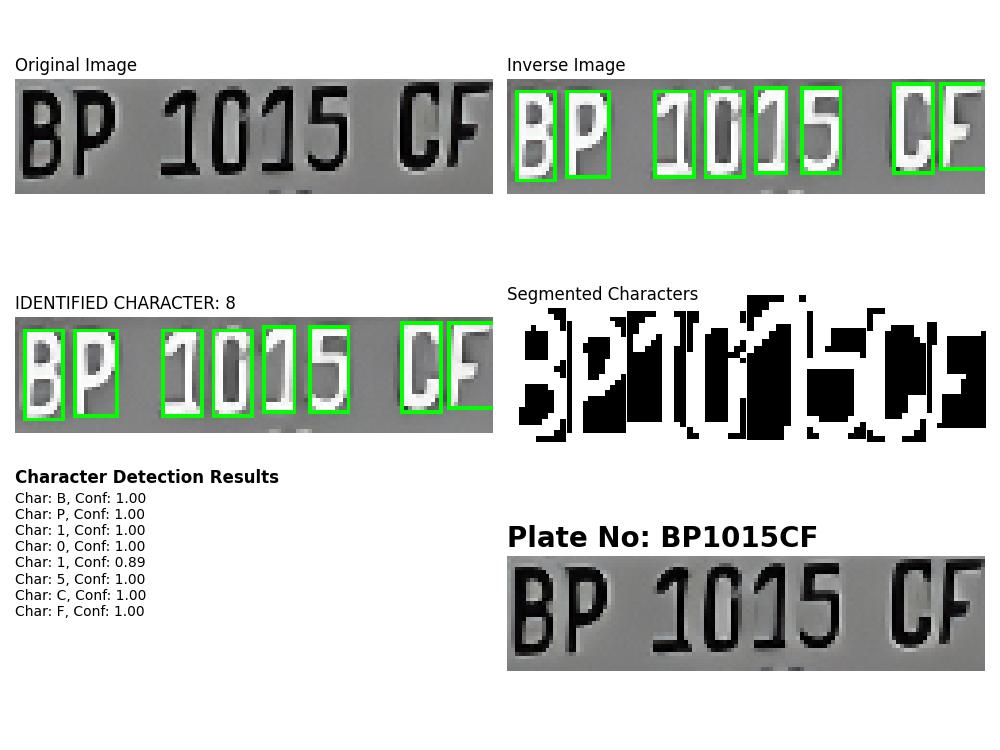 Original Image
BP 1015 CF
Inverse Image
BP 1015 CF
IDENTIFIED CHARACTER: 8
BP 1015 CF
Segmented Characters
BP1015CF
Character Detection Results
Char: B, Conf: 1.00
Char: P, Conf: 1.00
Char: 1, Conf: 1.00
Char: 0, Conf: 1.00
Char: 1, Conf: 0.89
Char: 5, Conf: 1.00
Char: C, Conf: 1.00
Char: F, Conf: 1.00
Plate No: BP1015CF
BP 1015 CF